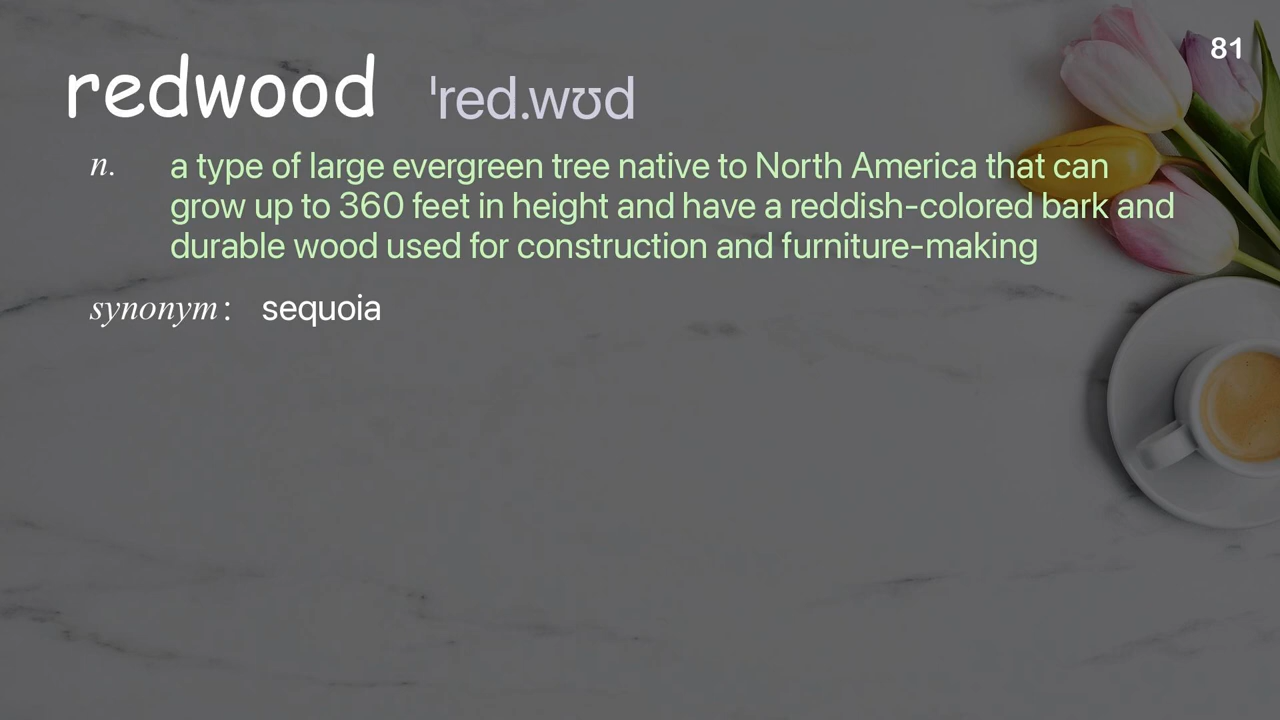 81
redwood ˈred.wʊd
n. a type of large evergreen tree native to North America that can
grow up to 360 feet in height and have a reddish-colored bark and
durable wood used for construction and furniture-making
synonym: sequoia